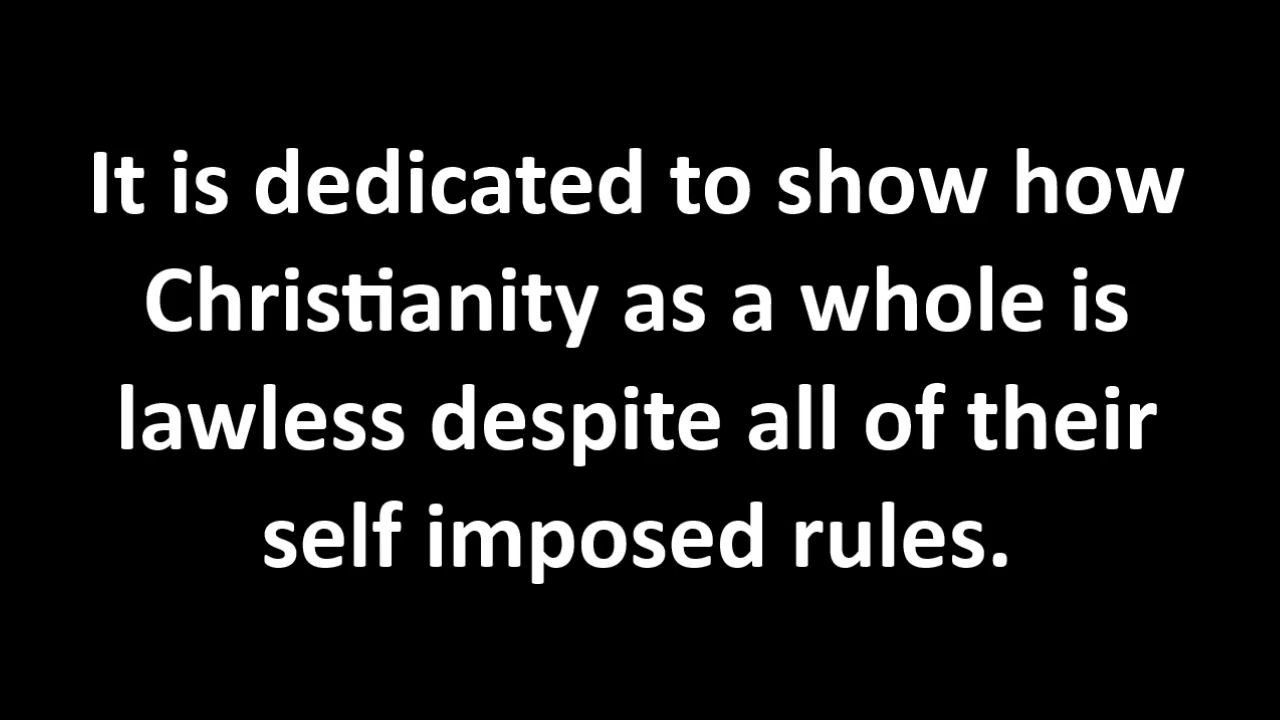 It is dedicated to show how
Christianity as a whole is
lawless despite all of their
self imposed rules.